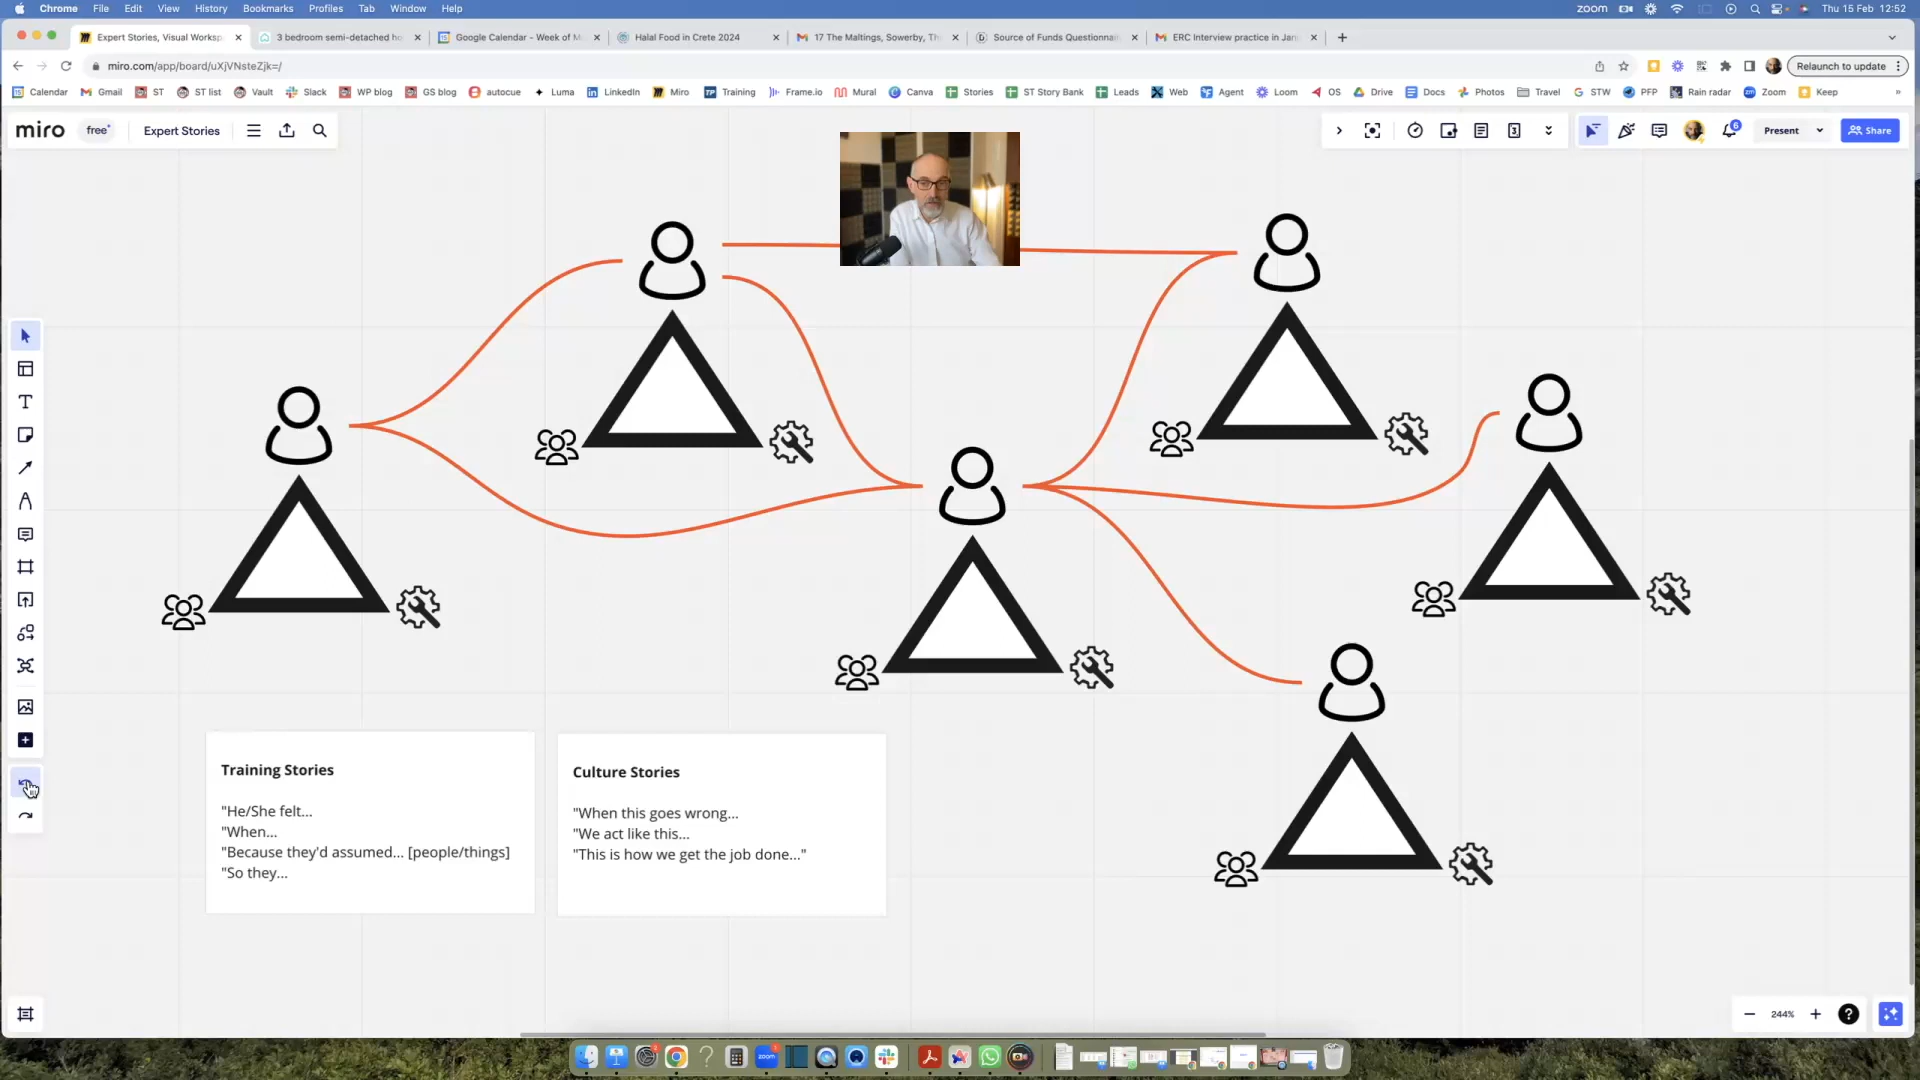 Chrome File Edit View History Bookmarks Profiles Tab Window Help
zoom Thu 15 Feb 12:52
Expert Stories, Visual Worksp
3 bedroom semi-detached ho
Google Calendar - Week of M
Halal Food in Crete 2024
17 The Maltings, Sowerby, Th
Source of Funds Questionnai
ERC Interview practice in Jan
miro.com/app/board/uXjVNsteZjk=/
Relaunch to update
Calendar Gmail ST ST list Vault Slack WP blog GS blog autocue Luma LinkedIn Miro Training Frame.io Mural Canva Stories ST Story Bank Leads Web Agent Loom OS Drive Docs Photos Travel STW PFP Rain radar Zoom Keep
miro free Expert Stories
3
6
Present
Share
Training Stories
"He/She felt...
"When...
"Because they'd assumed... [people/things]
"So they...
Culture Stories
"When this goes wrong...
"We act like this...
"This is how we get the job done..."
244%
zoom